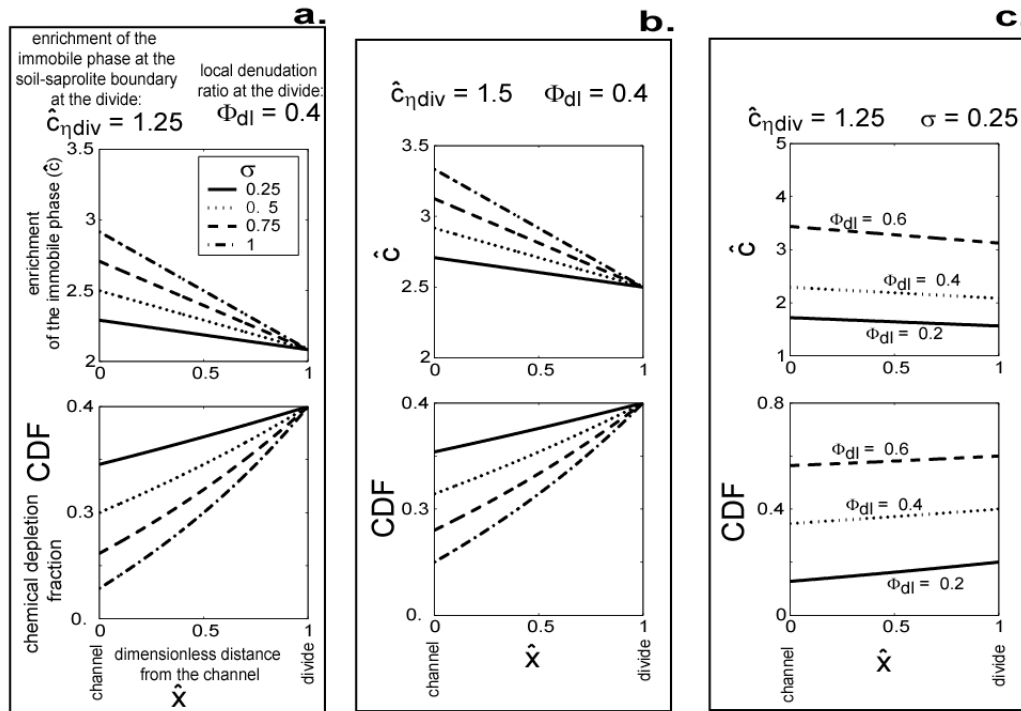 a.
enrichment of the
immobile phase at the
soil-saprolite boundary
at the divide:
ĉηdiv = 1.25
local denudation
ratio at the divide:
Φdl = 0.4
3.5
3
2.5
2
enrichment
of the immobile phase (ĉ)
σ
0.25
0. 5
0.75
1
0
0.5
1
0.4
0.3
0.
CDF
chemical depletion
fraction
0
0.5
1
channel
dimensionless distance
from the channel
x̂
divide
b.
ĉηdiv = 1.5 Φdl = 0.4
3.5
3
2.5
2
ĉ
0
0.5
1
0.4
0.3
0.
CDF
0
0.5
1
channel
x̂
divide
c.
ĉηdiv = 1.25 σ = 0.25
5
4
3
2
1
ĉ
Φdl = 0.6
Φdl = 0.4
Φdl = 0.2
0
0.5
1
0.8
0.4
0
CDF
Φdl = 0.6
Φdl = 0.4
Φdl = 0.2
0
0.5
1
channel
x̂
divide